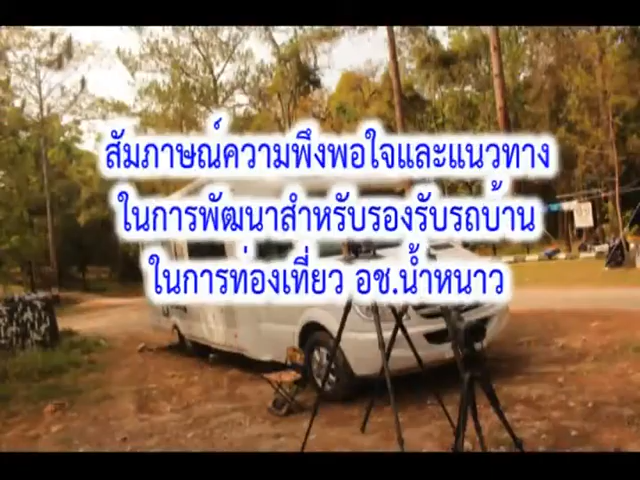 สัมภาษณ์ความพึงพอใจและแนวทาง
ในการพัฒนาสำหรับรองรับรถบ้าน
ในการท่องเที่ยว อช.น้ำหนาว